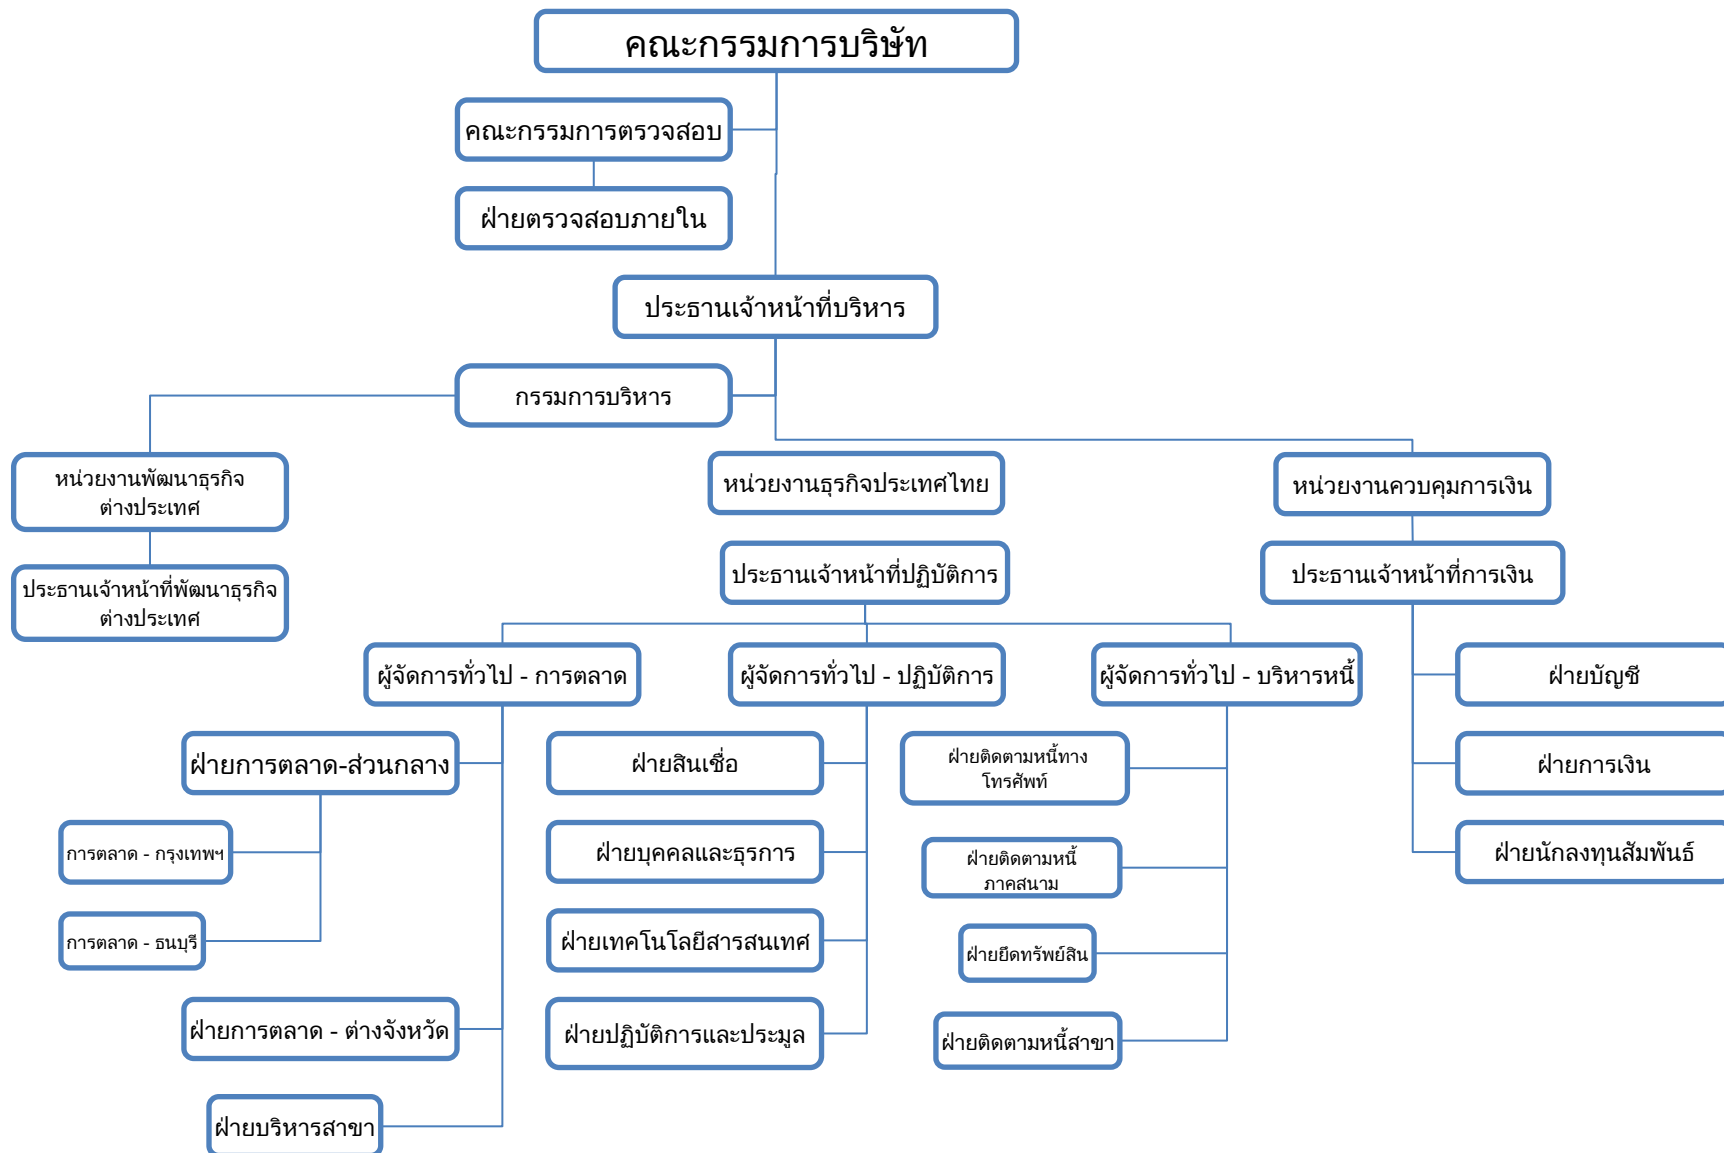 คณะกรรมการบริษัท
คณะกรรมการตรวจสอบ
ฝ่ายตรวจสอบภายใน
ประธานเจ้าหน้าที่บริหาร
กรรมการบริหาร
หน่วยงานพัฒนาธุรกิจ
ต่างประเทศ
หน่วยงานธุรกิจประเทศไทย
หน่วยงานควบคุมการเงิน
ประธานเจ้าหน้าที่พัฒนาธุรกิจ
ต่างประเทศ
ประธานเจ้าหน้าที่ปฏิบัติการ
ประธานเจ้าหน้าที่การเงิน
ผู้จัดการทั่วไป - การตลาด
ผู้จัดการทั่วไป - ปฏิบัติการ
ผู้จัดการทั่วไป - บริหารหนี้
ฝ่ายบัญชี
ฝ่ายการตลาด-ส่วนกลาง
ฝ่ายสินเชื่อ
ฝ่ายติดตามหนี้ทาง
โทรศัพท์
ฝ่ายการเงิน
การตลาด - กรุงเทพฯ
ฝ่ายบุคคลและธุรการ
ฝ่ายติดตามหนี้
ภาคสนาม
ฝ่ายนักลงทุนสัมพันธ์
การตลาด - ธนบุรี
ฝ่ายเทคโนโลยีสารสนเทศ
ฝ่ายยึดทรัพย์สิน
ฝ่ายการตลาด - ต่างจังหวัด
ฝ่ายปฏิบัติการและประมูล
ฝ่ายติดตามหนี้สาขา
ฝ่ายบริหารสาขา